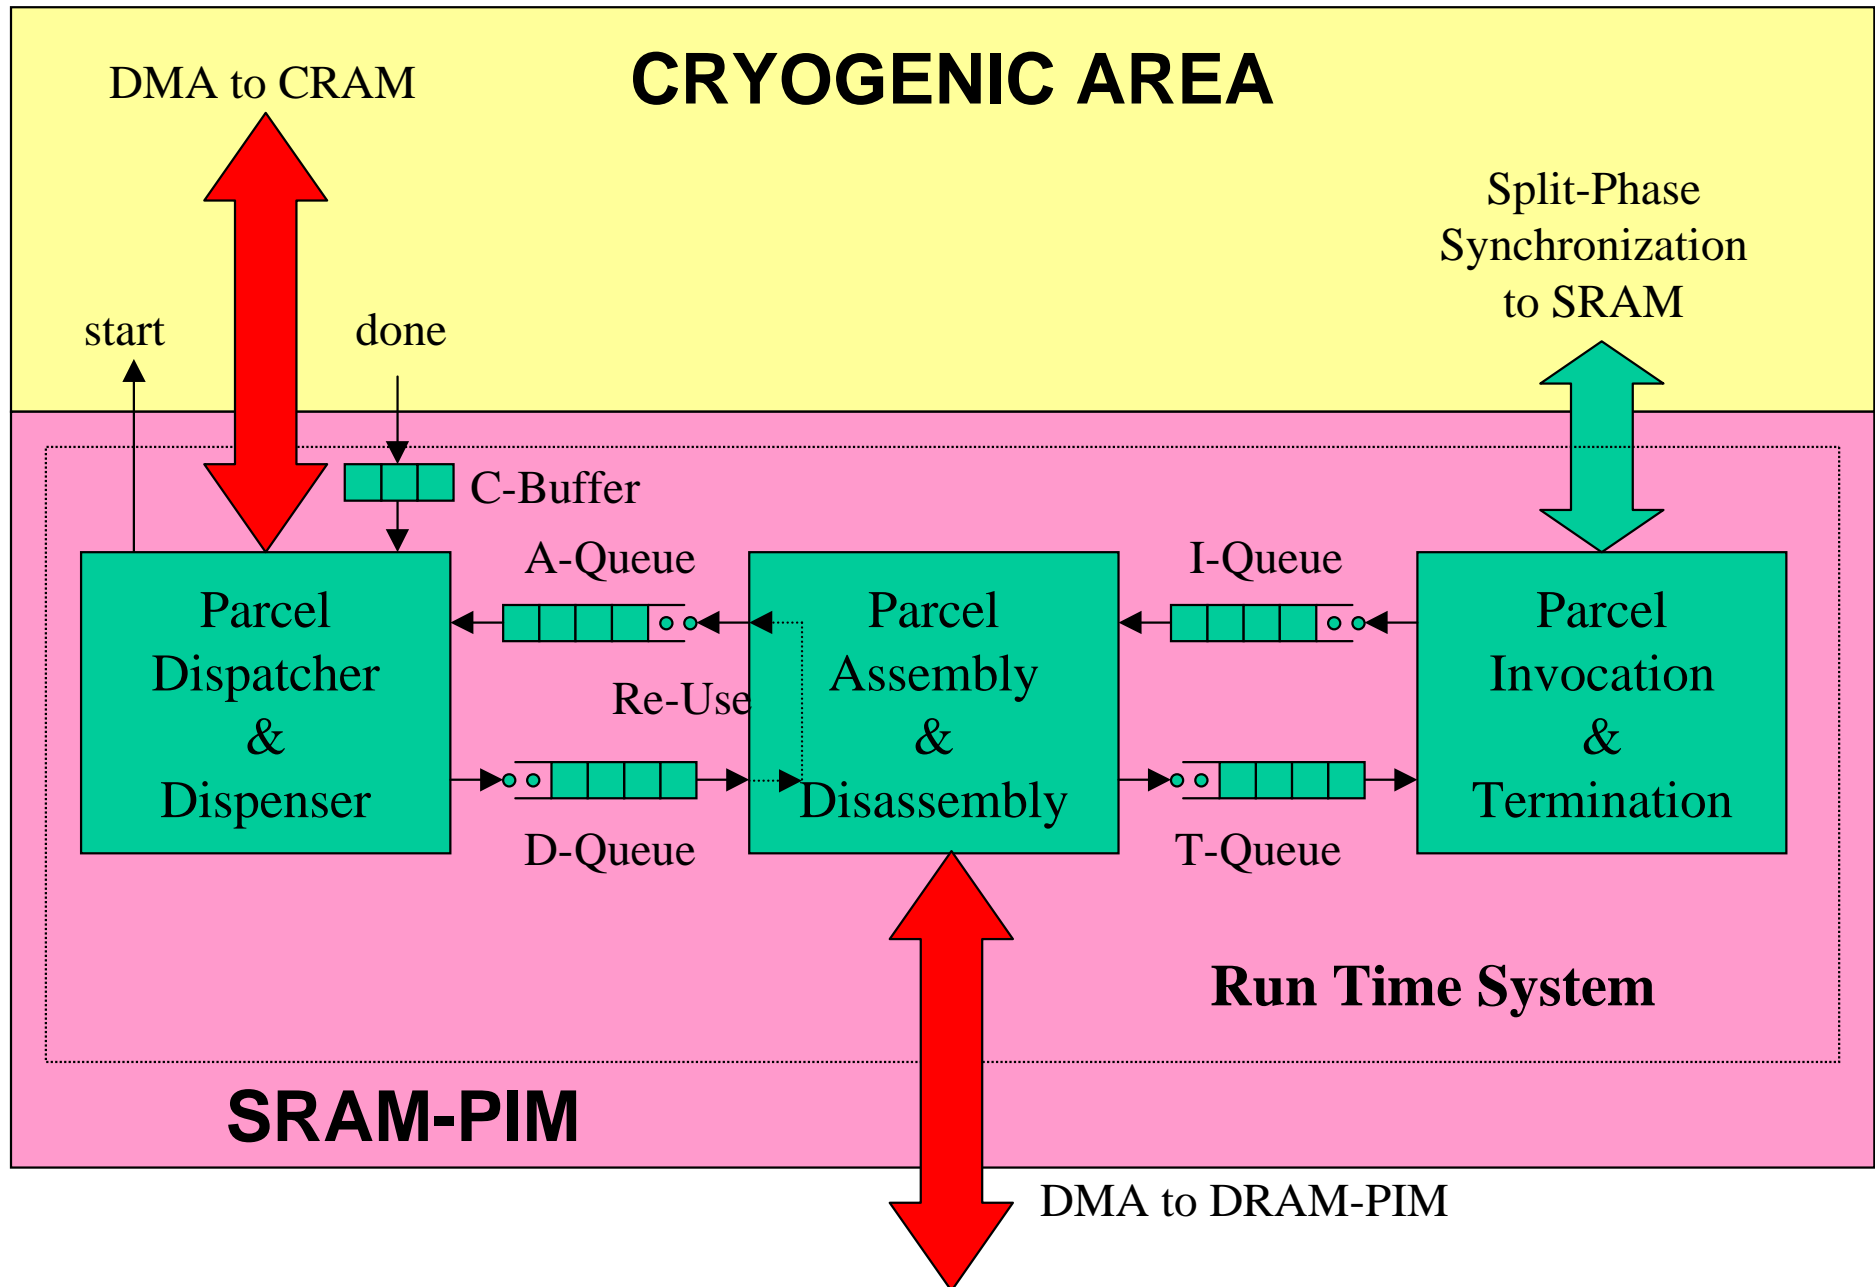 CRYOGENIC AREA
DMA to CRAM
Split-Phase
Synchronization
to SRAM
start
done
C-Buffer
A-Queue
I-Queue
Parcel
Dispatcher
&
Dispenser
Re-Use
Parcel
Assembly
&
Disassembly
Parcel
Invocation
&
Termination
D-Queue
T-Queue
Run Time System
SRAM-PIM
DMA to DRAM-PIM